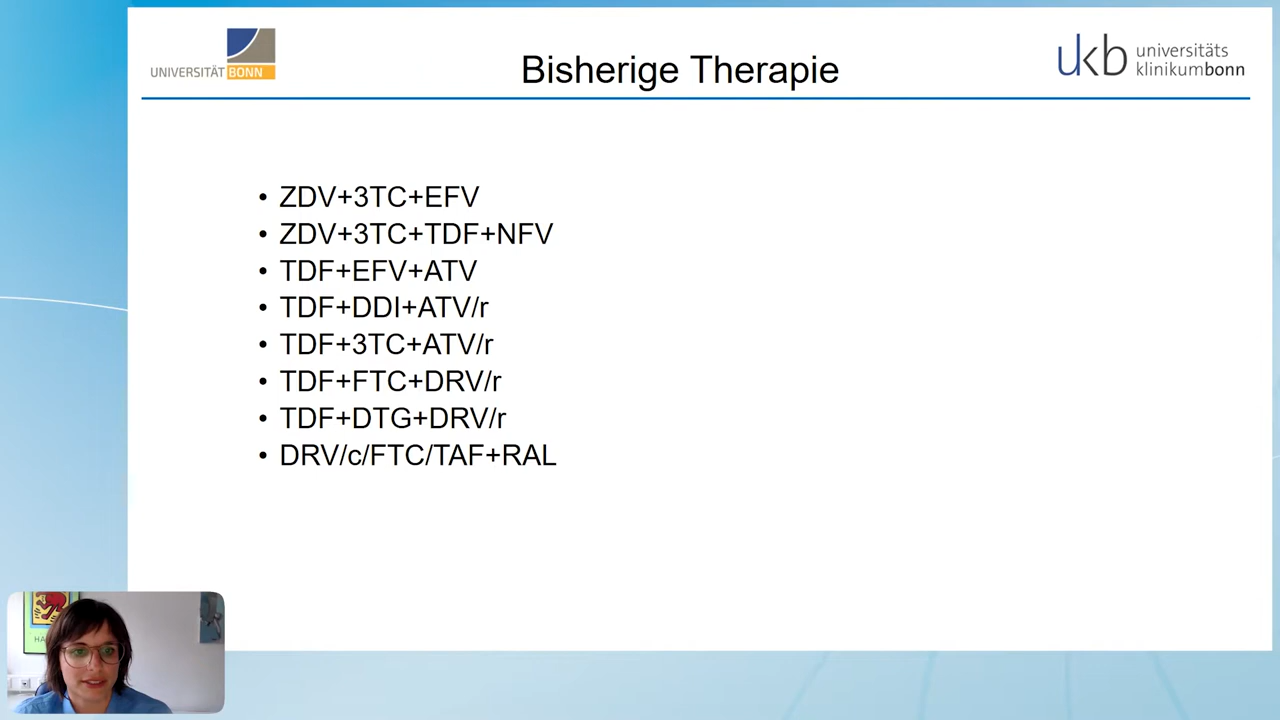 UNIVERSITÄT BONN
Bisherige Therapie
ukb universitäts
klinikumbonn
• ZDV+3TC+EFV
• ZDV+3TC+TDF+NFV
• TDF+EFV+ATV
• TDF+DDI+ATV/r
• TDF+3TC+ATV/r
• TDF+FTC+DRV/r
• TDF+DTG+DRV/r
• DRV/c/FTC/TAF+RAL
HA